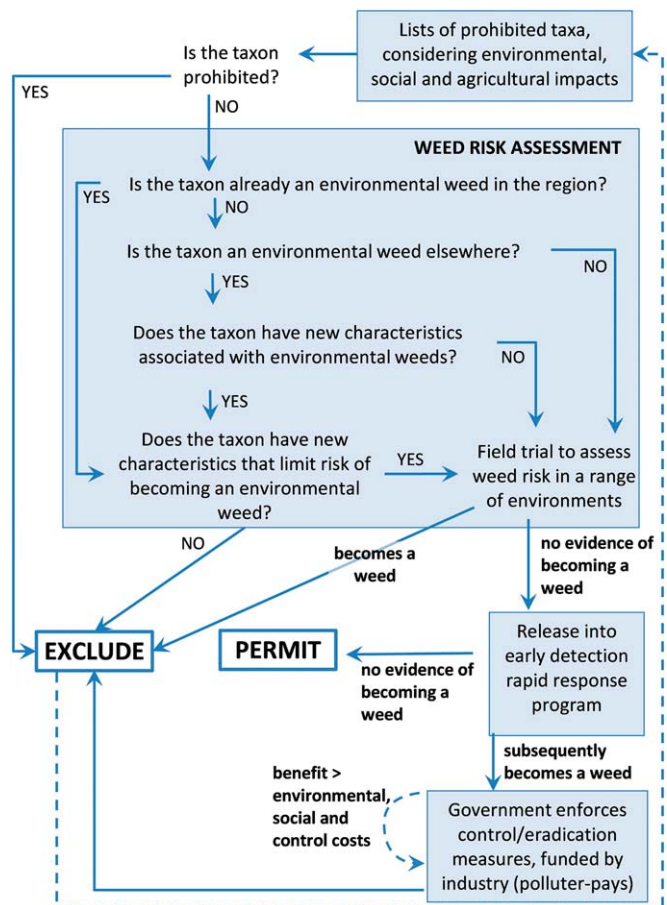 Lists of prohibited taxa,
considering environmental,
social and agricultural impacts
Is the taxon
prohibited?
YES
NO
WEED RISK ASSESSMENT
Is the taxon already an environmental weed in the region?
YES
NO
Is the taxon an environmental weed elsewhere?
NO
YES
Does the taxon have new characteristics
associated with environmental weeds?
NO
YES
Does the taxon have new
characteristics that limit risk of
becoming an environmental
weed?
YES
Field trial to assess
weed risk in a range
of environments
NO
becomes a
weed
no evidence of
becoming a
weed
EXCLUDE
PERMIT
no evidence of
becoming a
weed
Release into
early detection
rapid response
program
subsequently
becomes a weed
benefit >
environmental,
social and
control costs
Government enforces
control/eradication
measures, funded by
industry (polluter-pays)